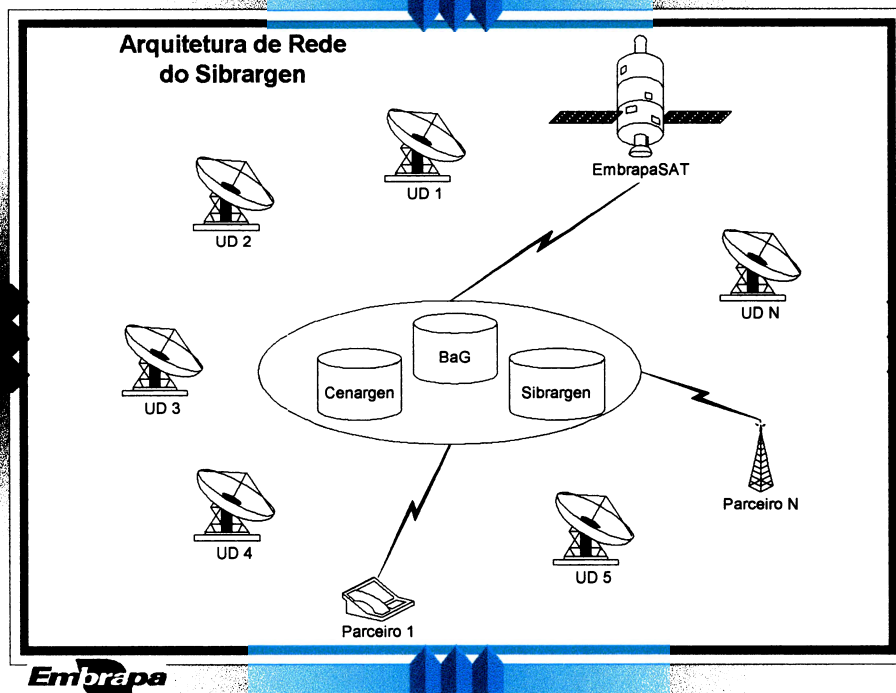 Arquitetura de Rede
do Sibrargen
EmbrapaSAT
UD 1
UD 2
UD N
BaG
Cenargen
Sibrargen
UD 3
Parceiro N
UD 4
UD 5
Parceiro 1
Embrapa